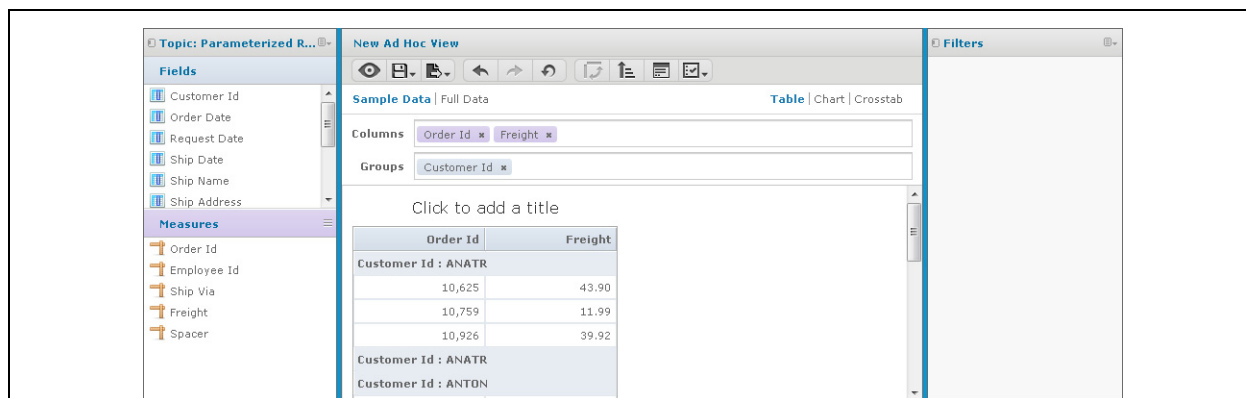 Topic: Parameterized R...
Fields
Customer Id
Order Date
Request Date
Ship Date
Ship Name
Ship Address
Measures
Order Id
Employee Id
Ship Via
Freight
Spacer
New Ad Hoc View
Sample Data | Full Data
Table | Chart | Crosstab
Columns Order Id × Freight ×
Groups Customer Id ×
Click to add a title
Order Id Freight
Customer Id : ANATR
10,625 43.90
10,759 11.99
10,926 39.92
Customer Id : ANATR
Customer Id : ANTON
Filters